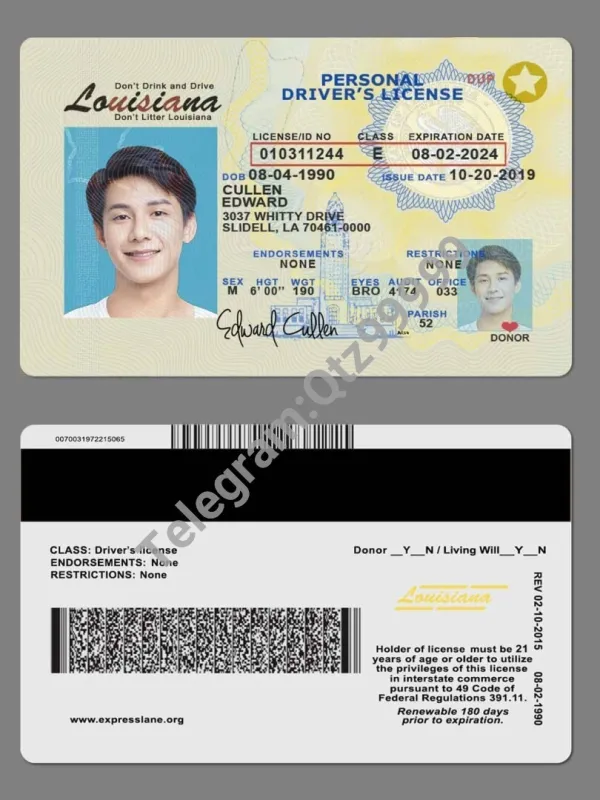 Don't Drink and Drive
Louisiana
Don't Litter Louisiana
PERSONAL
DRIVER'S LICENSE
DUP
LICENSE/ID NO CLASS EXPIRATION DATE
010311244 E 08-02-2024
DOB 08-04-1990 ISSUE DATE 10-20-2019
CULLEN
EDWARD
3037 WHITTY DRIVE
SLIDELL, LA 70461-0000
ENDORSEMENTS RESTRICTIONS
NONE NONE
SEX HGT WGT EYES AUDIT OFFICE
M 6'00" 190 BRO 4174 033
PARISH
52
Edward Cullen
DONOR
Telegram:Qtz99990
0070031972215065
CLASS: Driver's license
ENDORSEMENTS: None
RESTRICTIONS: None
Donor __Y__N / Living Will__Y__N
Louisiana
REV 02-10-2015 08-02-1990
Holder of license must be 21
years of age or older to utilize
the privileges of this license
in interstate commerce
pursuant to 49 Code of
Federal Regulations 391.11.
Renewable 180 days
prior to expiration.
www.expresslane.org